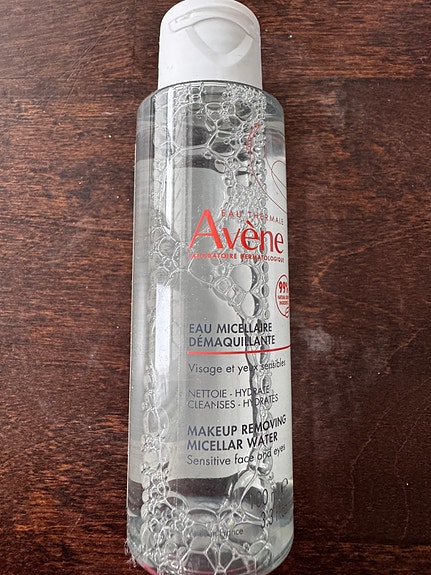 EAU THERMALE
Avène
LABORATOIRE DERMATOLOGIQUE
99%
EAU MICELLAIRE
DÉMAQUILLANTE
Visage et yeux sensibles
NETTOIE - HYDRATE
CLEANSES - HYDRATES
MAKEUP REMOVING
MICELLAR WATER
Sensitive face and eyes